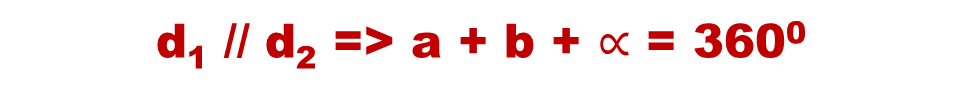 d₁ // d₂ => a + b + ∝ = 360⁰